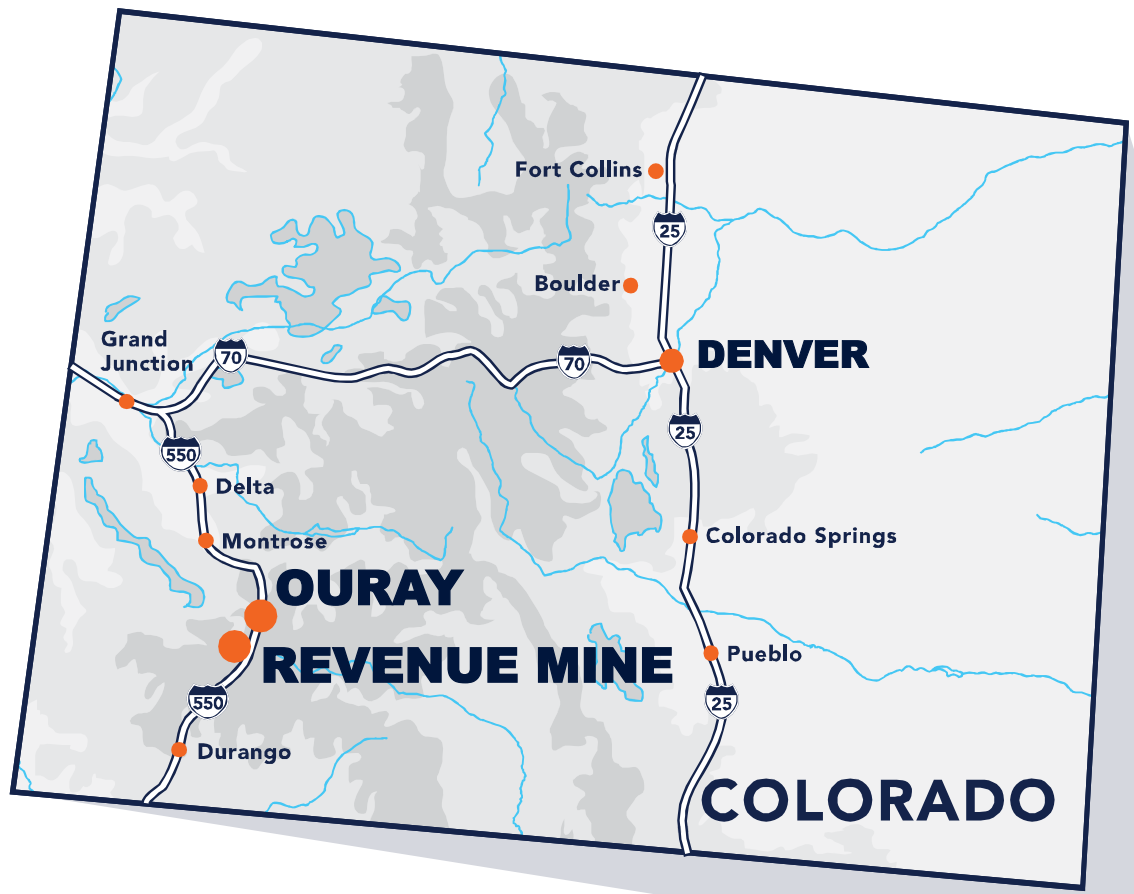 Fort Collins
25
Boulder
Grand
Junction
70
70
DENVER
25
550
Delta
Montrose
Colorado Springs
OURAY
REVENUE MINE
Pueblo
550
25
Durango
COLORADO